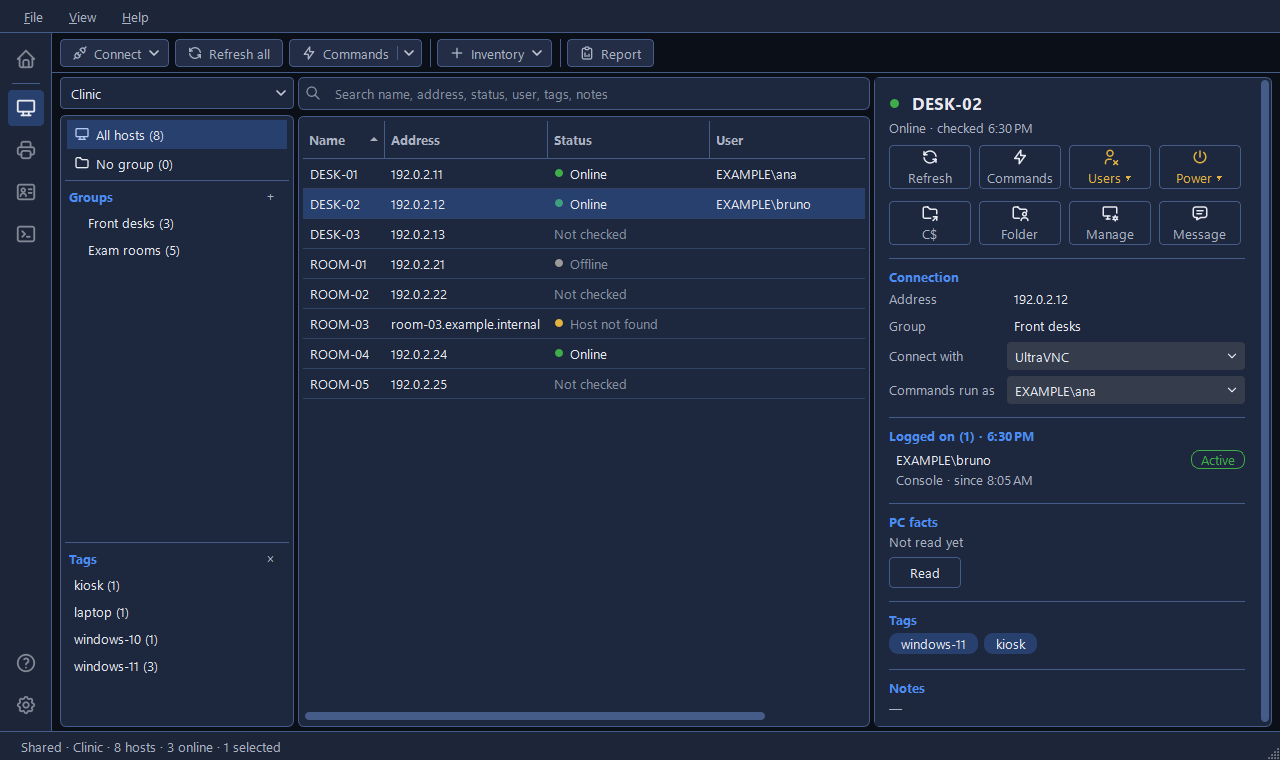 File View Help
Connect Refresh all Commands Inventory Report
Clinic
All hosts (8)
No group (0)
Groups +
Front desks (3)
Exam rooms (5)
Tags ×
kiosk (1)
laptop (1)
windows-10 (1)
windows-11 (3)
Search name, address, status, user, tags, notes
Name Address Status User
DESK-01 192.0.2.11 Online EXAMPLE\ana
DESK-02 192.0.2.12 Online EXAMPLE\bruno
DESK-03 192.0.2.13 Not checked
ROOM-01 192.0.2.21 Offline
ROOM-02 192.0.2.22 Not checked
ROOM-03 room-03.example.internal Host not found
ROOM-04 192.0.2.24 Online
ROOM-05 192.0.2.25 Not checked
DESK-02
Online · checked 6:30 PM
Refresh Commands Users Power
C$ Folder Manage Message
Connection
Address 192.0.2.12
Group Front desks
Connect with UltraVNC
Commands run as EXAMPLE\ana
Logged on (1) · 6:30 PM
EXAMPLE\bruno Active
Console · since 8:05 AM
PC facts
Not read yet
Read
Tags
windows-11 kiosk
Notes
—
Shared · Clinic · 8 hosts · 3 online · 1 selected